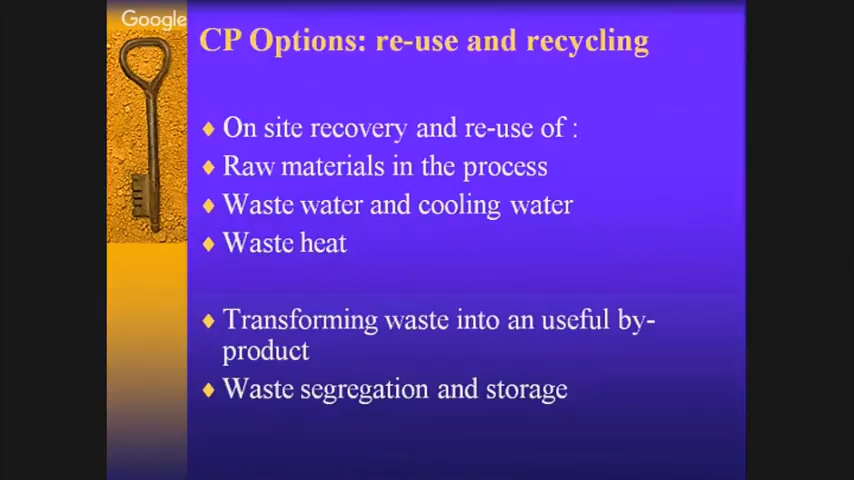 Google
CP Options: re-use and recycling
On site recovery and re-use of :
Raw materials in the process
Waste water and cooling water
Waste heat
Transforming waste into an useful by-
product
Waste segregation and storage